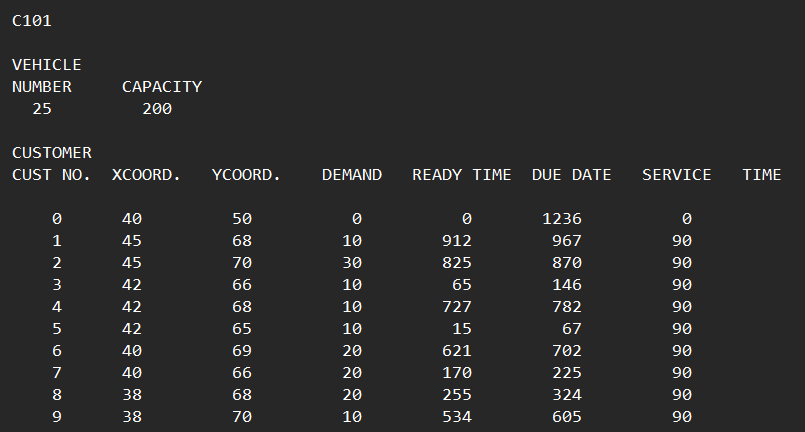 C101
VEHICLE
NUMBER     CAPACITY
  25         200
CUSTOMER
CUST NO.  XCOORD.   YCOORD.    DEMAND   READY TIME  DUE DATE   SERVICE   TIME
    0      40         50          0          0       1236          0
    1      45         68         10        912        967         90
    2      45         70         30        825        870         90
    3      42         66         10         65        146         90
    4      42         68         10        727        782         90
    5      42         65         10         15         67         90
    6      40         69         20        621        702         90
    7      40         66         20        170        225         90
    8      38         68         20        255        324         90
    9      38         70         10        534        605         90